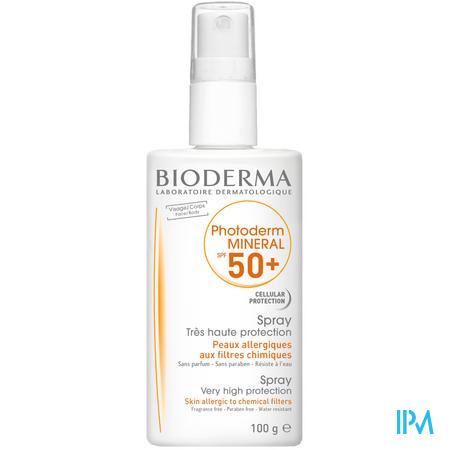 BIODERMA
LABORATOIRE DERMATOLOGIQUE
Visage/Corps
Face/Body
Photoderm
MINERAL
SPF 50+
CELLULAR
PROTECTION
Spray
Très haute protection
Peaux allergiques
aux filtres chimiques
Sans parfum - Sans paraben - Résiste à l'eau
Spray
Very high protection
Skin allergic to chemical filters
Fragrance free - Paraben free - Water resistant
100 g e
IPM